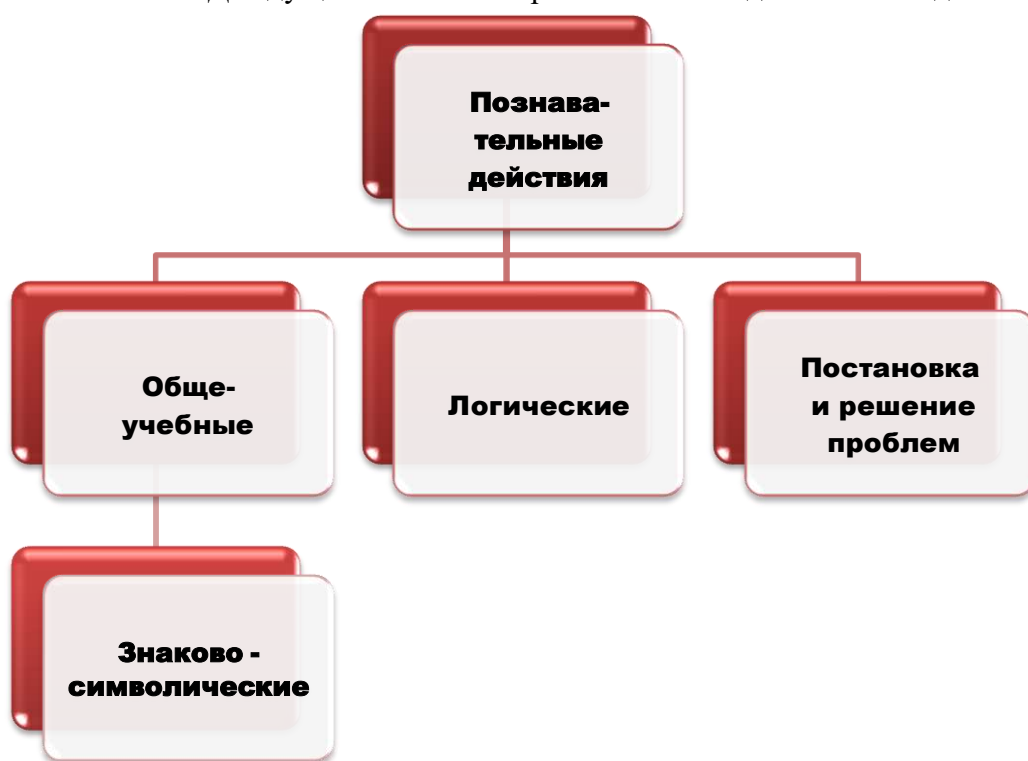 Познава-
тельные
действия
Обще-
учебные
Логические
Постановка
и решение
проблем
Знаково -
символические